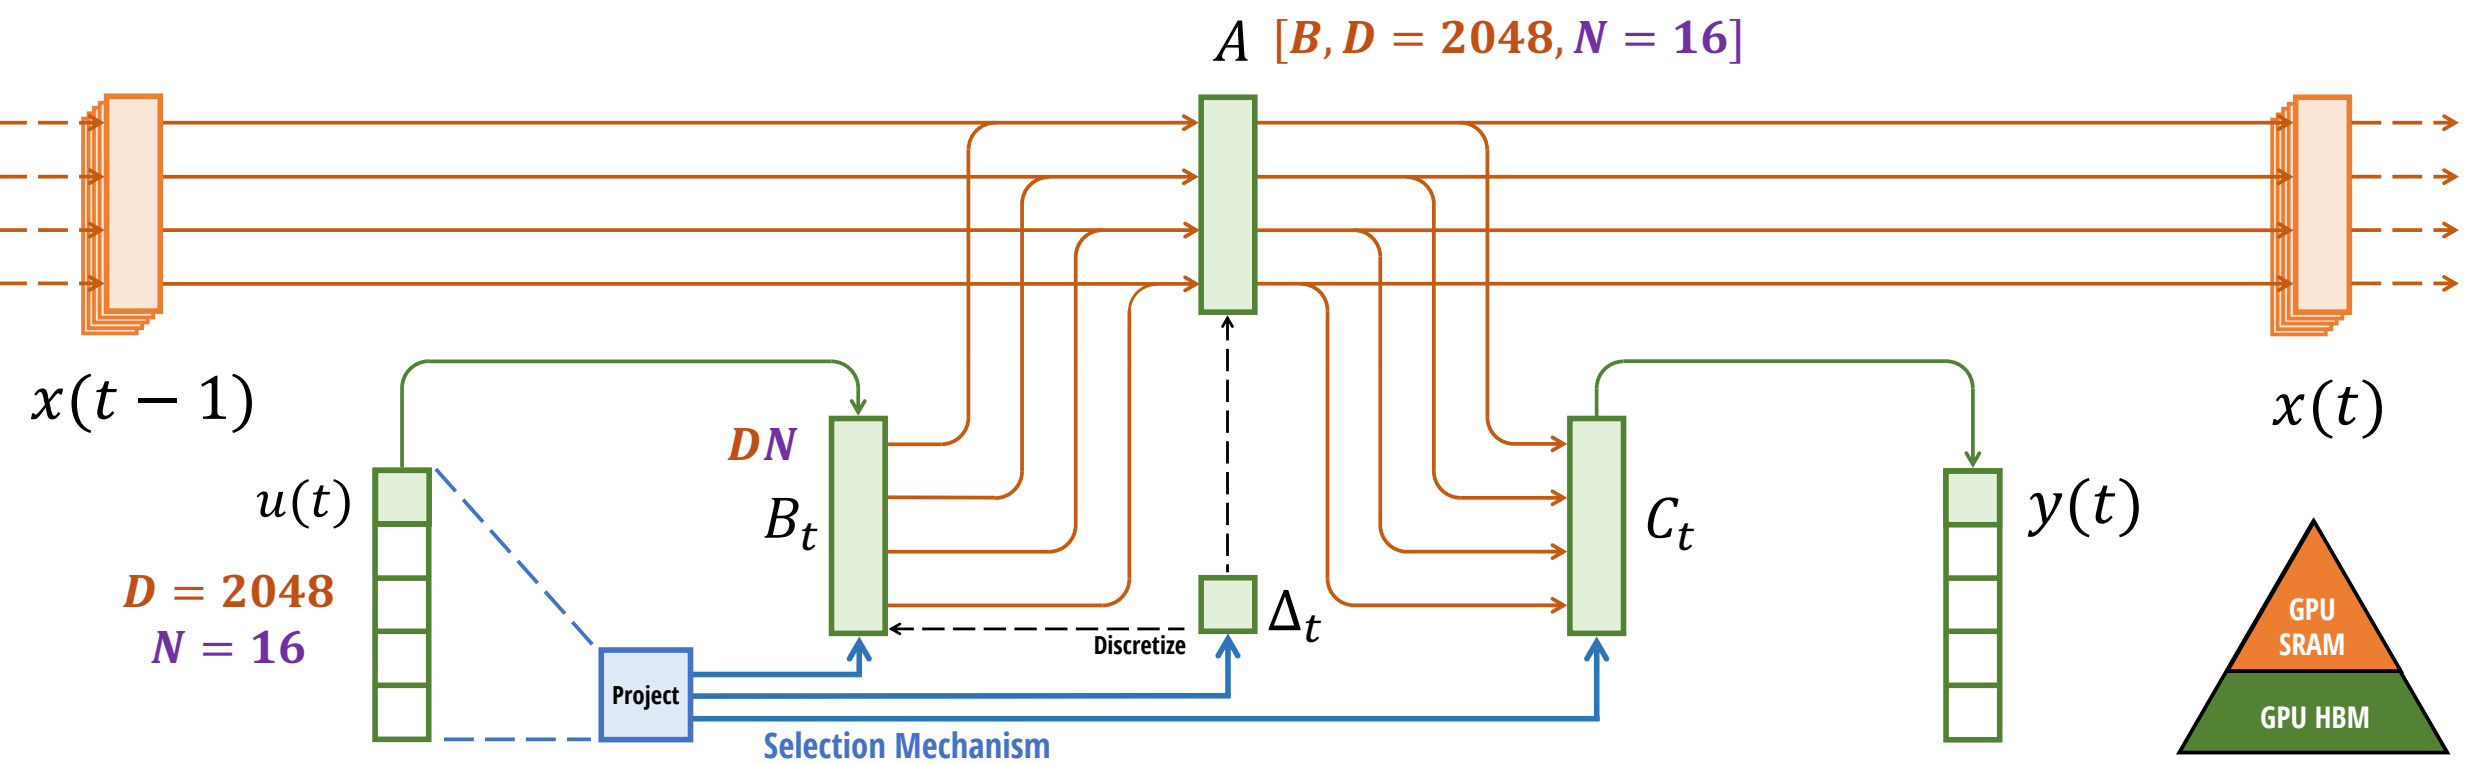 A [B, D = 2048, N = 16]
x(t − 1)
x(t)
DN
u(t)
B_t
C_t
y(t)
D = 2048
N = 16
Δ_t
Discretize
Project
Selection Mechanism
GPU
SRAM
GPU HBM